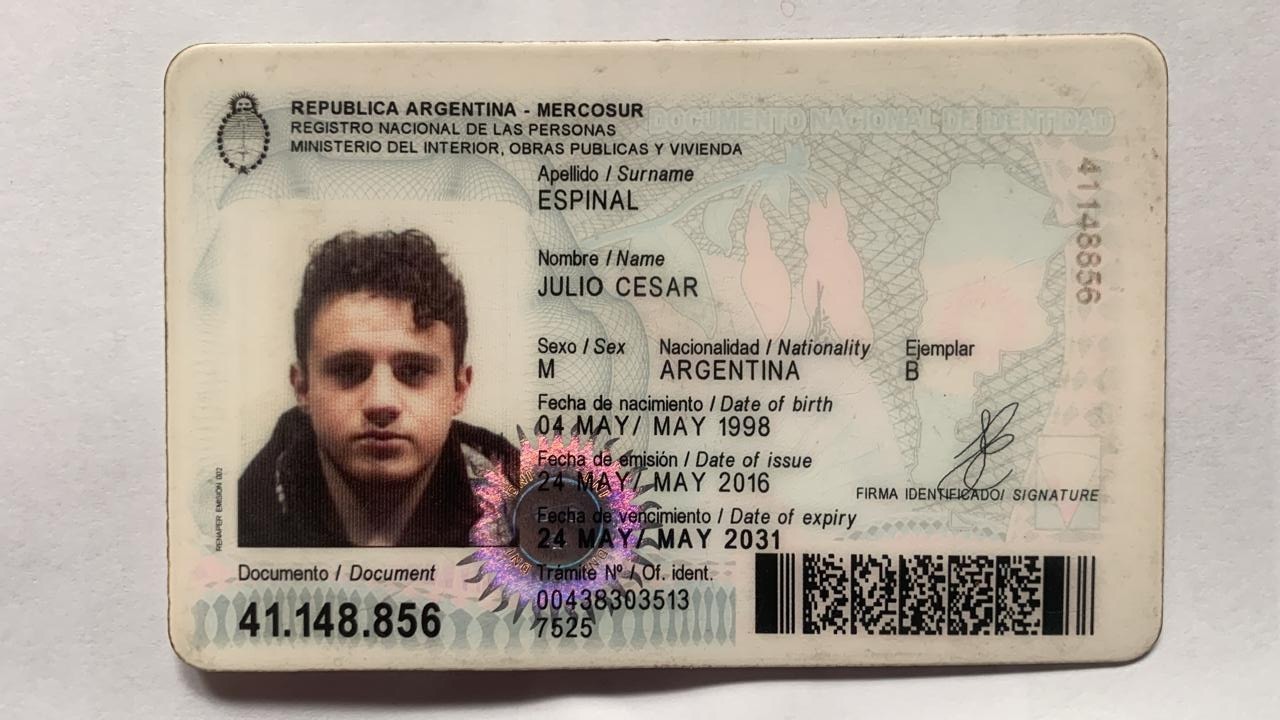 REPUBLICA ARGENTINA - MERCOSUR
REGISTRO NACIONAL DE LAS PERSONAS
MINISTERIO DEL INTERIOR, OBRAS PUBLICAS Y VIVIENDA
DOCUMENTO NACIONAL DE IDENTIDAD
Apellido / Surname
ESPINAL
Nombre / Name
JULIO CESAR
Sexo / Sex Nacionalidad / Nationality Ejemplar
M ARGENTINA B
Fecha de nacimiento / Date of birth
04 MAY/ MAY 1998
Fecha de emisión / Date of issue
24 MAY/ MAY 2016
FIRMA IDENTIFICADO/ SIGNATURE
Fecha de vencimiento / Date of expiry
24 MAY/ MAY 2031
Documento / Document
41.148.856
Trámite Nº / Of. ident.
00438303513
7525
41148856
RENAPER EMISION 002